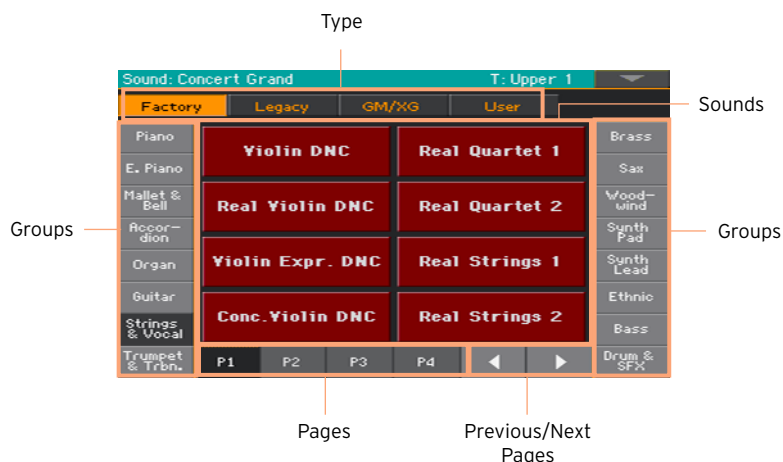 Type
Sound: Concert Grand T: Upper 1
Factory Legacy GM/XG User
Sounds
Piano
E. Piano
Mallet &
Bell
Accor-
dion
Organ
Guitar
Strings
& Vocal
Trumpet
& Trbn.
Groups
Violin DNC Real Quartet 1
Real Violin DNC Real Quartet 2
Violin Expr. DNC Real Strings 1
Conc.Violin DNC Real Strings 2
Brass
Sax
Wood-
wind
Synth
Pad
Synth
Lead
Ethnic
Bass
Drum &
SFX
Groups
P1 P2 P3 P4
Pages
Previous/Next
Pages